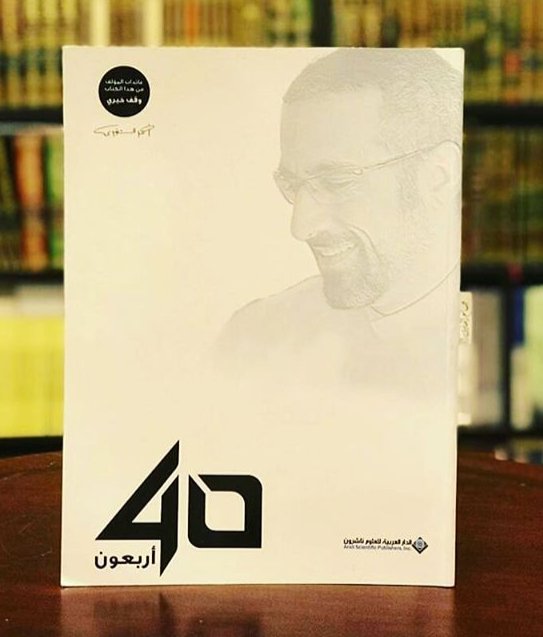 عائدات المؤلف
من هذا الكتاب
وقف خيري
40
أربعون
الدار العربية للعلوم ناشرون
Arab Scientific Publishers, Inc.